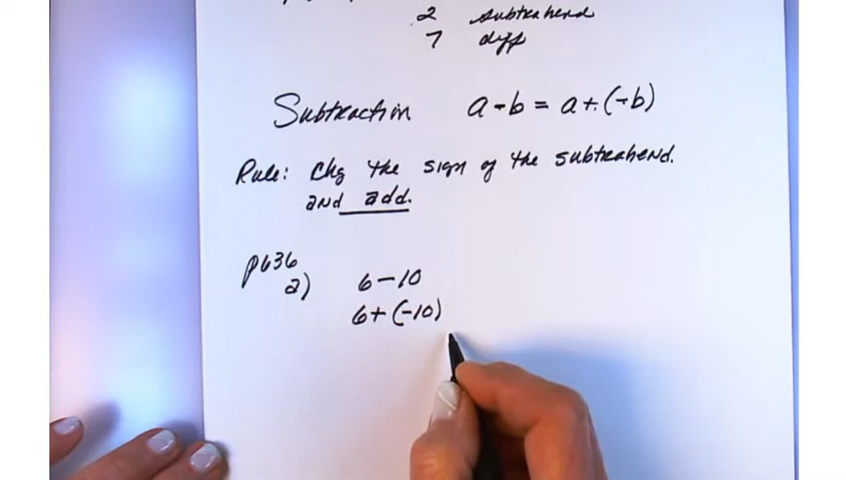 2 subtrahend
7 diff
Subtraction a-b = a+(-b)
Rule: Chg the sign of the subtrahend.
and add.
p636
a) 6-10
6+(-10)